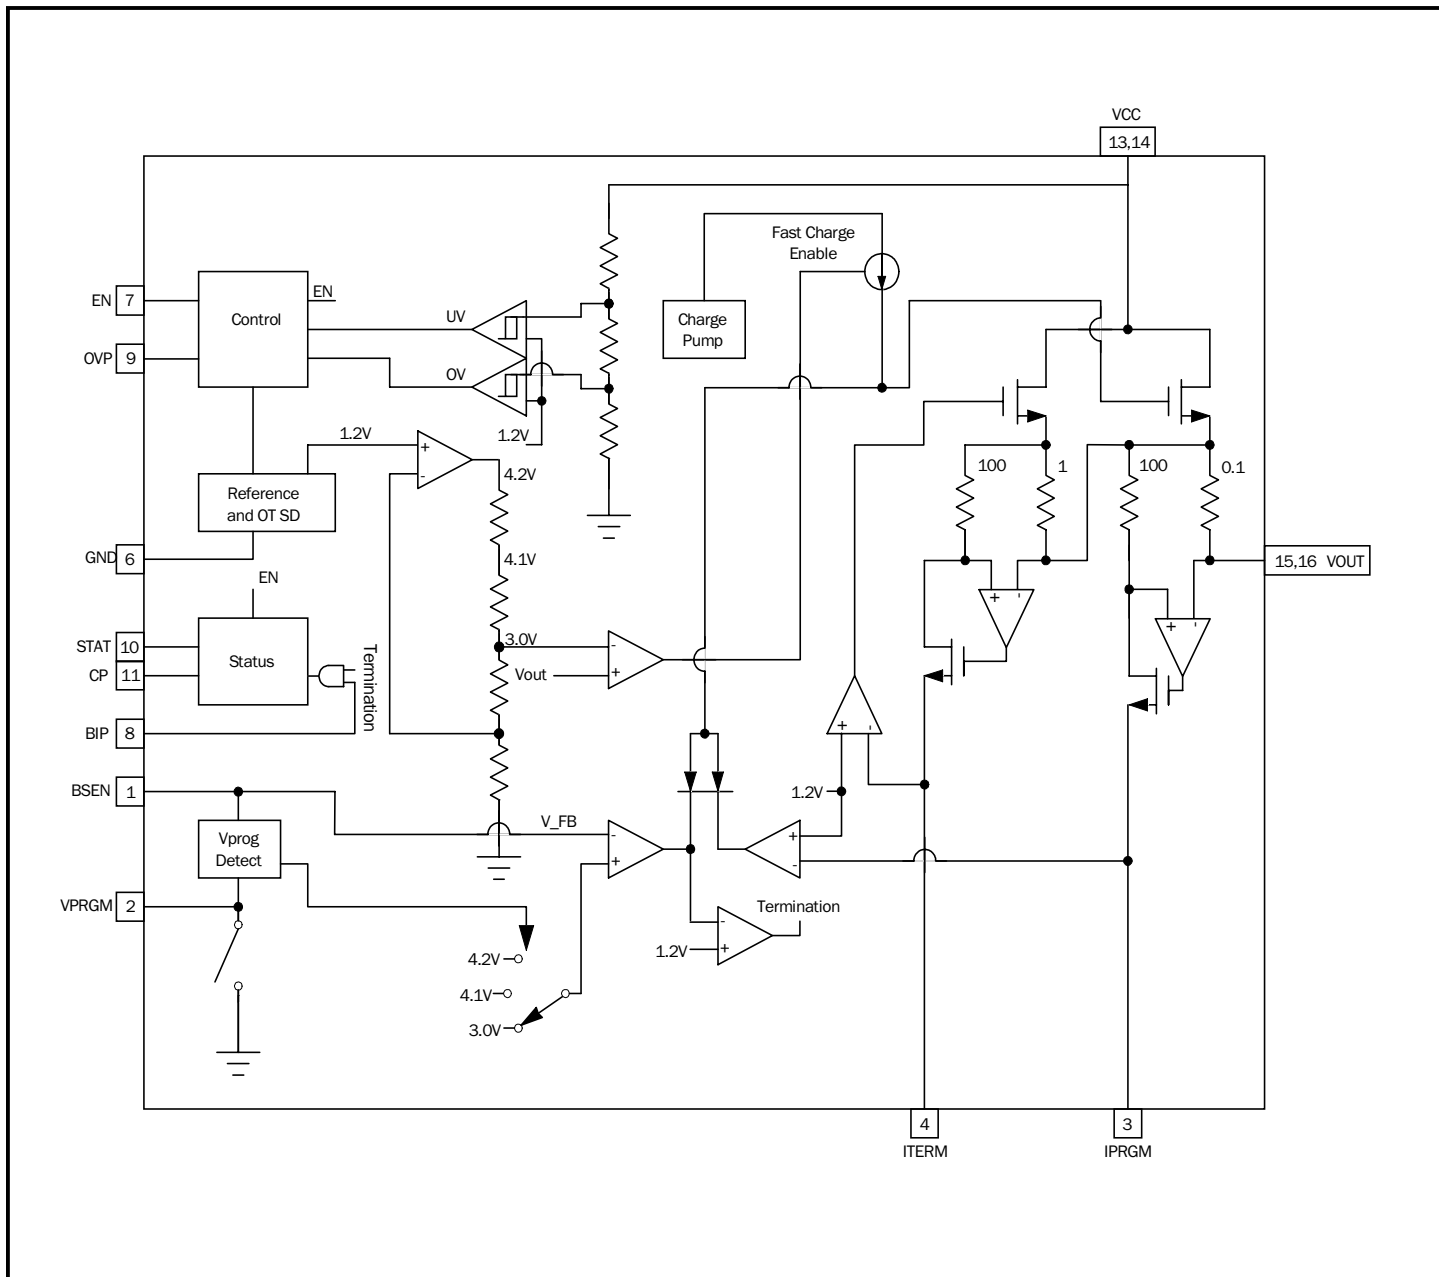 VCC
13,14
Fast Charge
Enable
EN 7
EN
Control
UV
Charge
Pump
OVP 9
OV
1.2V
1.2V
+
-
4.2V
100
1
100
0.1
Reference
and OT SD
GND 6
4.1V
15,16 VOUT
EN
+
-
+
-
STAT 10
CP 11
Status
Termination
3.0V
-
Vout
+
BIP 8
+
-
BSEN 1
1.2V
Vprog
Detect
V_FB
-
+
+
-
VPRGM 2
Termination
-
1.2V
+
4.2V
4.1V
3.0V
4
ITERM
3
IPRGM